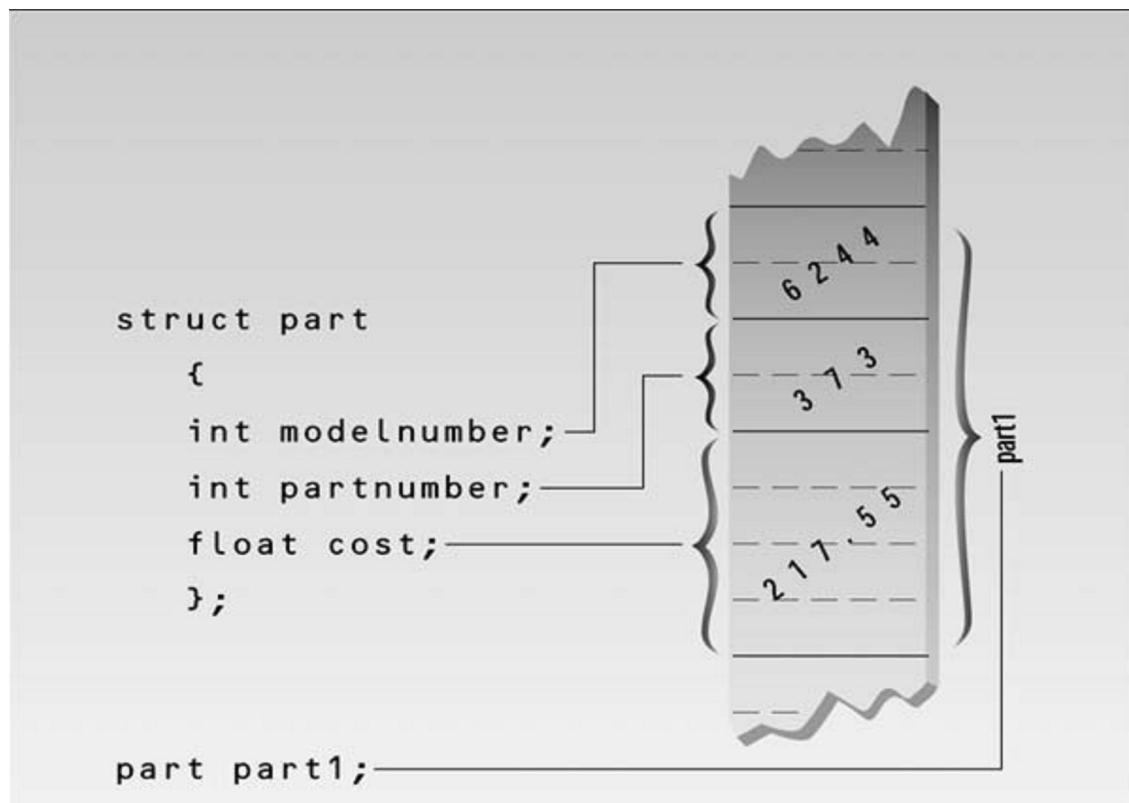 struct part
{
int modelnumber;
int partnumber;
float cost;
};
part part1;
6244
373
217.55
part1